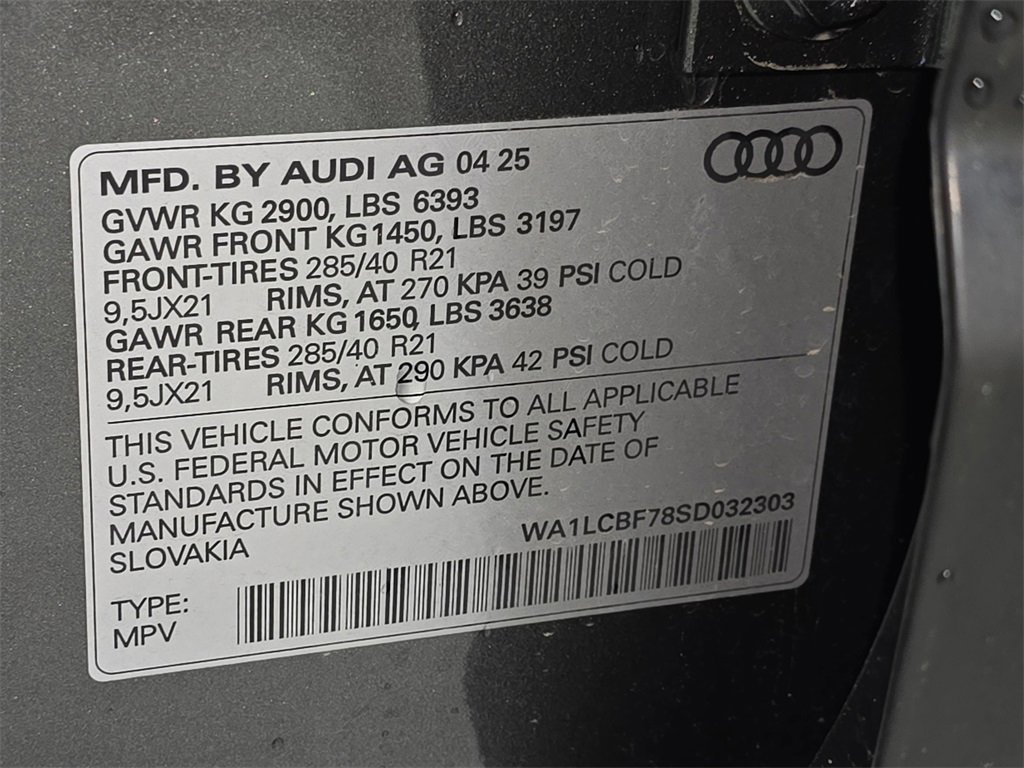 MFD. BY AUDI AG 04 25
GVWR KG 2900, LBS 6393
GAWR FRONT KG 1450, LBS 3197
FRONT-TIRES 285/40 R21
9,5JX21 RIMS, AT 270 KPA 39 PSI COLD
GAWR REAR KG 1650, LBS 3638
REAR-TIRES 285/40 R21
9,5JX21 RIMS, AT 290 KPA 42 PSI COLD
THIS VEHICLE CONFORMS TO ALL APPLICABLE
U.S. FEDERAL MOTOR VEHICLE SAFETY
STANDARDS IN EFFECT ON THE DATE OF
MANUFACTURE SHOWN ABOVE.
SLOVAKIA
WA1LCBF78SD032303
TYPE:
MPV